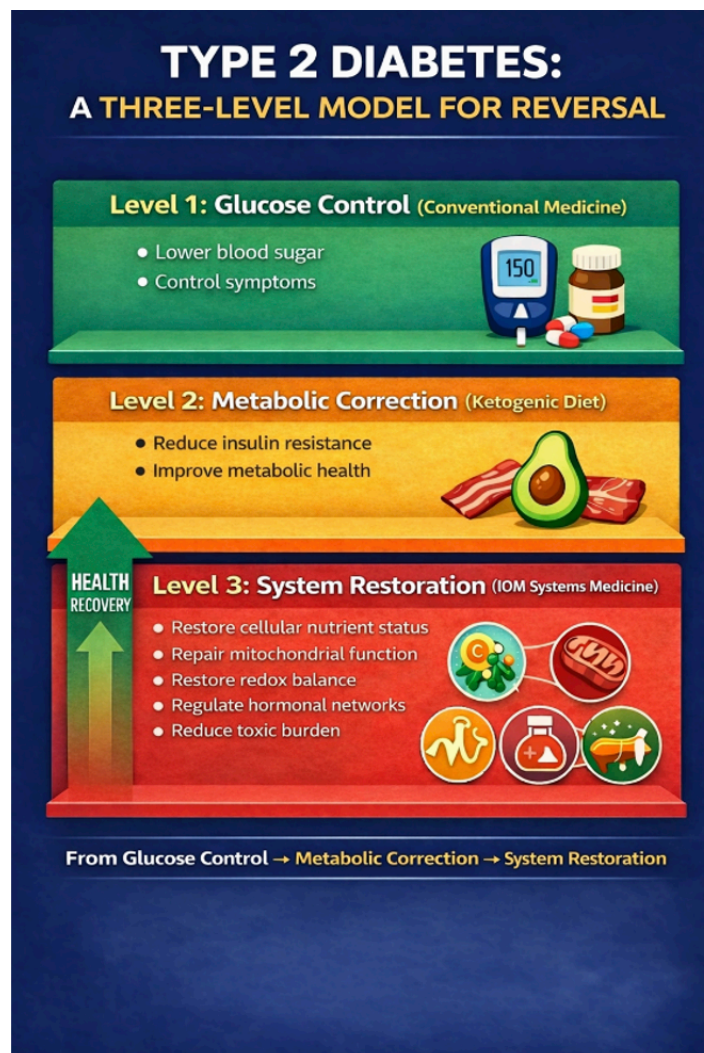 TYPE 2 DIABETES:
A THREE-LEVEL MODEL FOR REVERSAL
Level 1: Glucose Control (Conventional Medicine)
• Lower blood sugar
• Control symptoms
150
Level 2: Metabolic Correction (Ketogenic Diet)
• Reduce insulin resistance
• Improve metabolic health
HEALTH
RECOVERY
Level 3: System Restoration (IOM Systems Medicine)
• Restore cellular nutrient status
• Repair mitochondrial function
• Restore redox balance
• Regulate hormonal networks
• Reduce toxic burden
C
From Glucose Control → Metabolic Correction → System Restoration